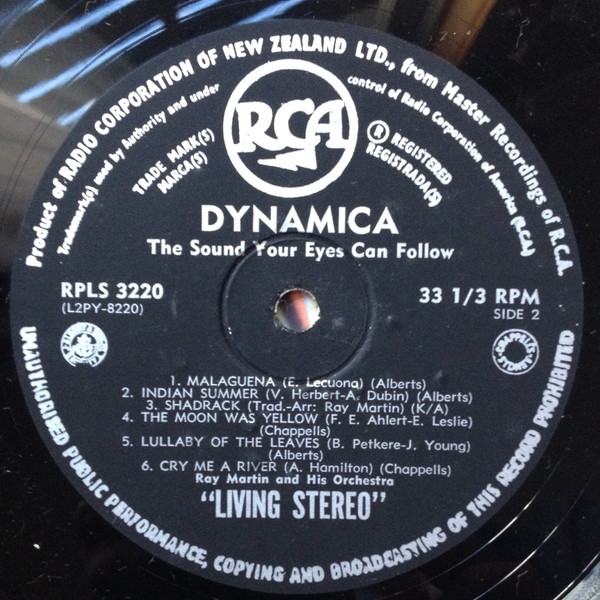 Product of RADIO CORPORATION OF NEW ZEALAND LTD., from Master Recordings of R.C.A.
Trademark(s) used by Authority and under control of Radio Corporation of America (R.C.A.)
RCA
TRADE MARK(S)
MARCA(S)
® REGISTERED
REGISTRADA(S)
DYNAMICA
The Sound Your Eyes Can Follow
RPLS 3220
(L2PY-8220)
33 1/3 RPM
SIDE 2
CHAPPELL'S
SYDNEY
1. MALAGUENA (E. Lecuona) (Alberts)
2. INDIAN SUMMER (V. Herbert-A. Dubin) (Alberts)
3. SHADRACK (Trad.-Arr: Ray Martin) (K/A)
4. THE MOON WAS YELLOW (F. E. Ahlert-E. Leslie)
(Chappells)
5. LULLABY OF THE LEAVES (B. Petkere-J. Young)
(Alberts)
6. CRY ME A RIVER (A. Hamilton) (Chappells)
Ray Martin and His Orchestra
"LIVING STEREO"
UNAUTHORISED PUBLIC PERFORMANCE, COPYING AND BROADCASTING OF THIS RECORD PROHIBITED